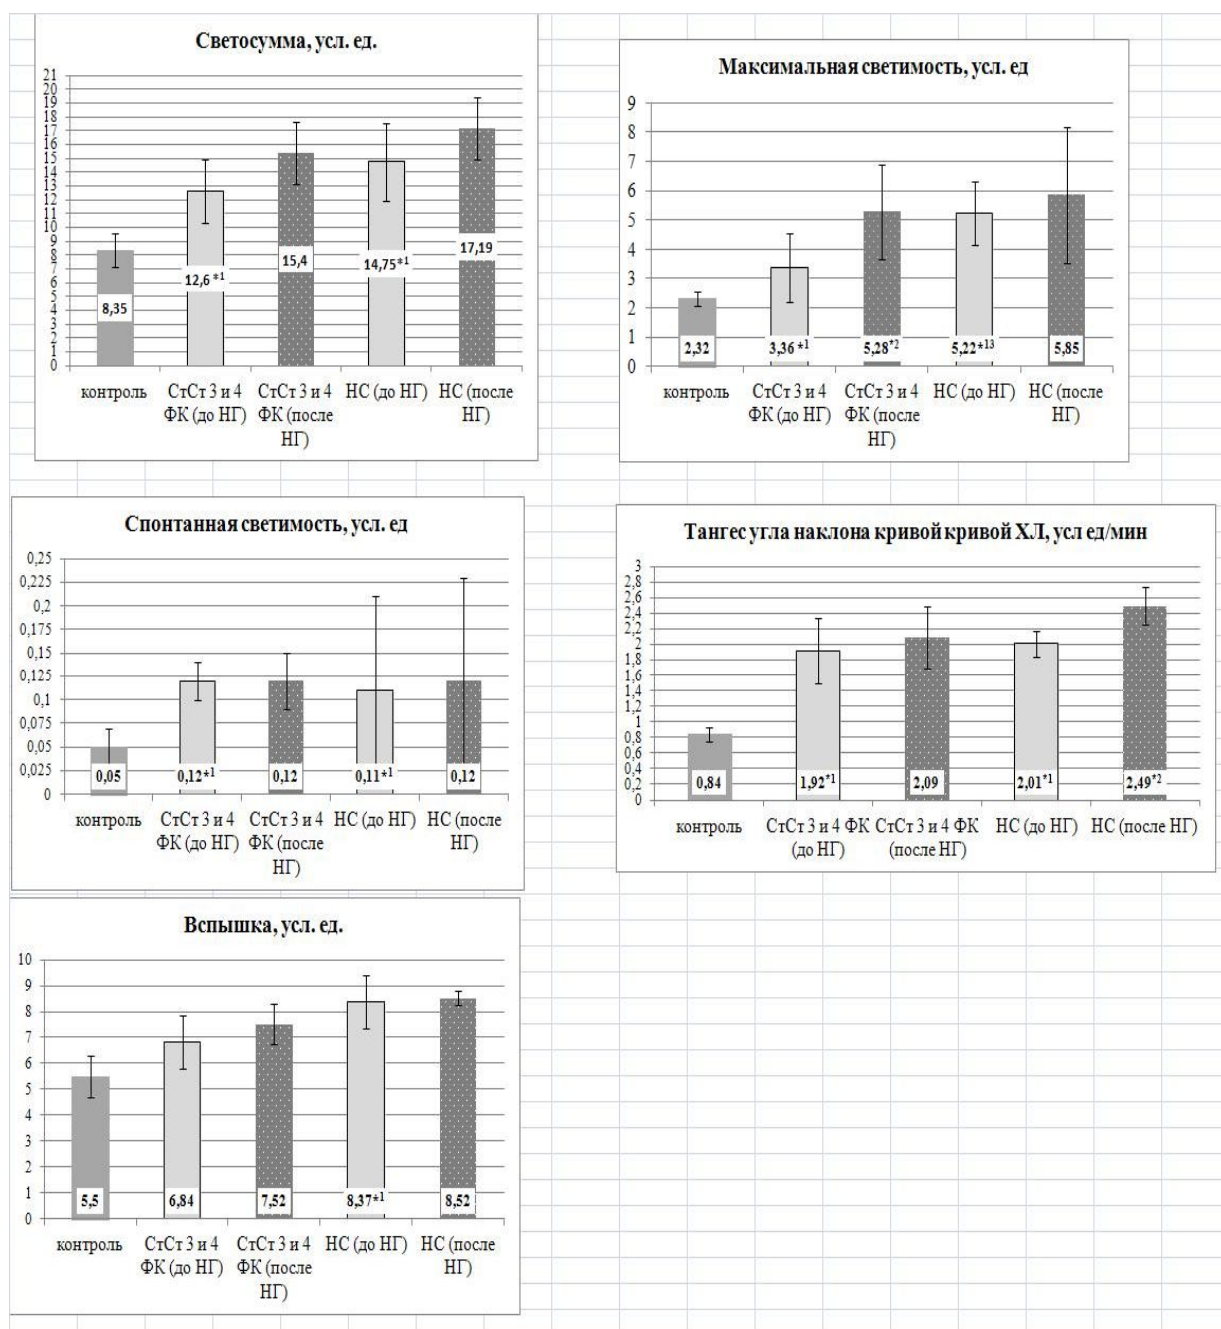 Светосумма, усл. ед.
21
20
19
18
17
16
15
14
13
12
11
10
9
8
7
6
5
4
3
2
1
0
8,35
12,6 *1
15,4
14,75*1
17,19
контроль
СтСт 3 и 4
ФК (до НГ)
СтСт 3 и 4
ФК (после
НГ)
НС (до НГ)
НС (после
НГ)
Максимальная светимость, усл. ед
9
8
7
6
5
4
3
2
1
0
2,32
3,36 *1
5,28*2
5,22*13
5,85
контроль
СтСт 3 и 4
ФК (до НГ)
СтСт 3 и 4
ФК (после
НГ)
НС (до НГ)
НС (после
НГ)
Спонтанная светимость, усл. ед
0,25
0,225
0,2
0,175
0,15
0,125
0,1
0,075
0,05
0,025
0
0,05
0,12*1
0,12
0,11*1
0,12
контроль
СтСт 3 и 4
ФК (до НГ)
СтСт 3 и 4
ФК (после
НГ)
НС (до НГ)
НС (после
НГ)
Тангес угла наклона кривой кривой ХЛ, усл ед/мин
3
2,8
2,6
2,4
2,2
2
1,8
1,6
1,4
1,2
1
0,8
0,6
0,4
0,2
0
0,84
1,92*1
2,09
2,01*1
2,49*2
контроль
СтСт 3 и 4 ФК
(до НГ)
СтСт 3 и 4 ФК
(после НГ)
НС (до НГ)
НС (после НГ)
Вспышка, усл. ед.
10
9
8
7
6
5
4
3
2
1
0
5,5
6,84
7,52
8,37*1
8,52
контроль
СтСт 3 и 4
ФК (до НГ)
СтСт 3 и 4
ФК (после
НГ)
НС (до НГ)
НС (после
НГ)